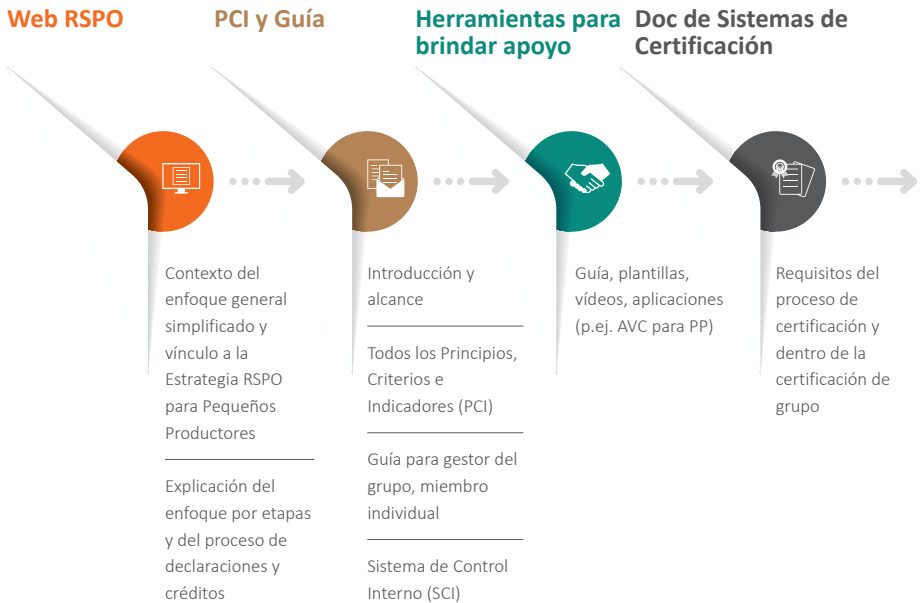 Web RSPO
PCI y Guía
Herramientas para
brindar apoyo
Doc de Sistemas de
Certificación
Contexto del
enfoque general
simplificado y
vínculo a la
Estrategia RSPO
para Pequeños
Productores
Explicación del
enfoque por etapas
y del proceso de
declaraciones y
créditos
Introducción y
alcance
Todos los Principios,
Criterios e
Indicadores (PCI)
Guía para gestor del
grupo, miembro
individual
Sistema de Control
Interno (SCI)
Guía, plantillas,
vídeos, aplicaciones
(p.ej. AVC para PP)
Requisitos del
proceso de
certificación y
dentro de la
certificación de
grupo